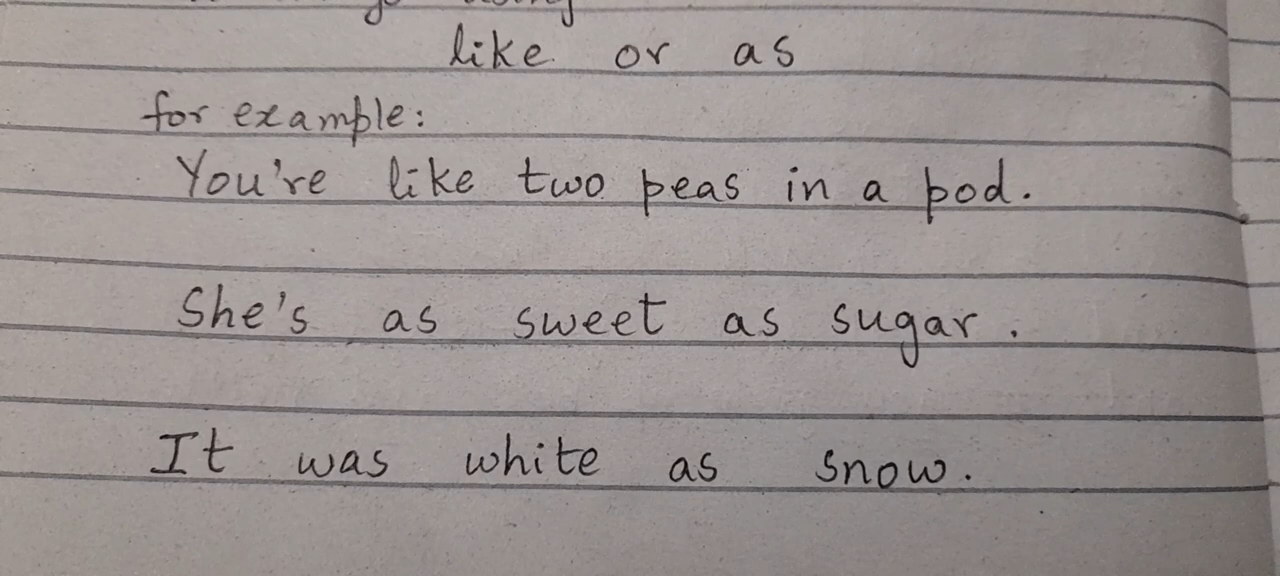 like or as
for example:
You're like two peas in a pod.
She's as sweet as sugar.
It was white as snow.